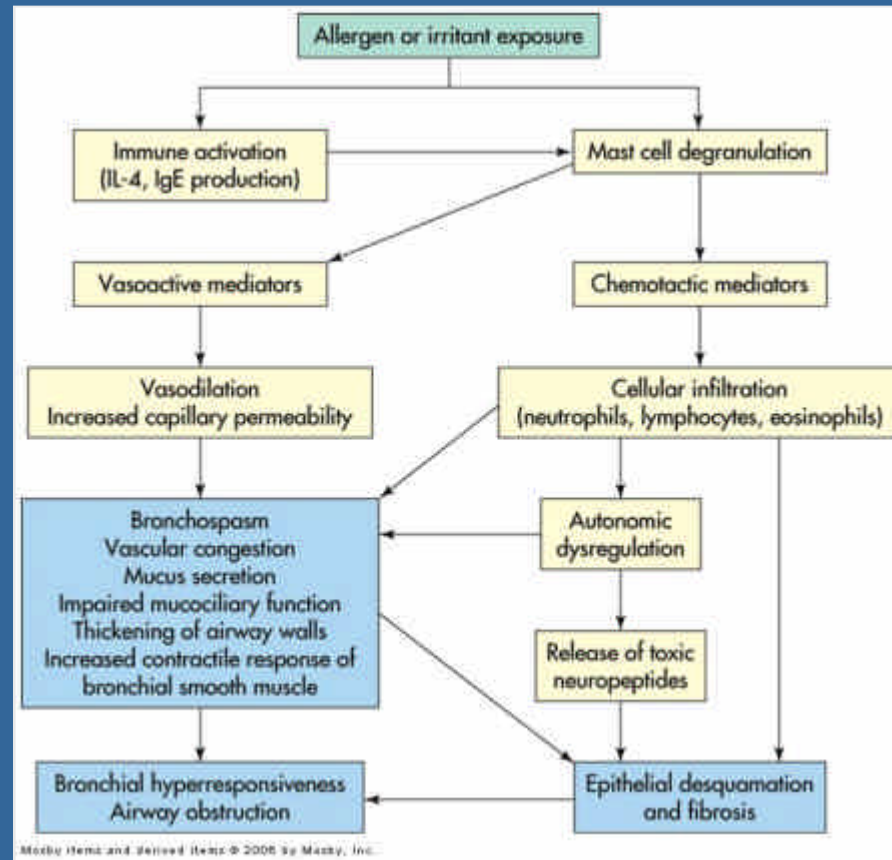 Allergen or irritant exposure
Immune activation
(IL-4, IgE production)
Mast cell degranulation
Vasoactive mediators
Chemotactic mediators
Vasodilation
Increased capillary permeability
Cellular infiltration
(neutrophils, lymphocytes, eosinophils)
Bronchospasm
Vascular congestion
Mucus secretion
Impaired mucociliary function
Thickening of airway walls
Increased contractile response of
bronchial smooth muscle
Autonomic
dysregulation
Release of toxic
neuropeptides
Bronchial hyperresponsiveness
Airway obstruction
Epithelial desquamation
and fibrosis
Mosby items and derived items © 2006 by Mosby, Inc.